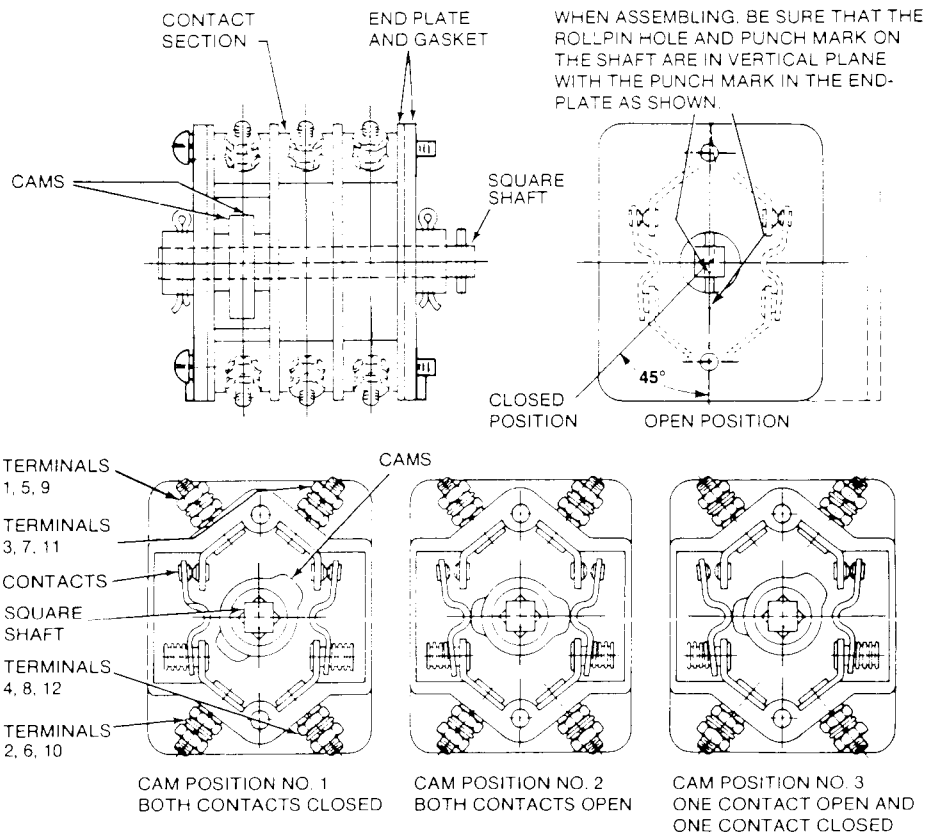 CONTACT
SECTION
END PLATE
AND GASKET
WHEN ASSEMBLING, BE SURE THAT THE
ROLLPIN HOLE AND PUNCH MARK ON
THE SHAFT ARE IN VERTICAL PLANE
WITH THE PUNCH MARK IN THE END-
PLATE AS SHOWN.
CAMS
SQUARE
SHAFT
45°
CLOSED
POSITION
OPEN POSITION
TERMINALS
1, 5, 9
CAMS
TERMINALS
3, 7, 11
CONTACTS
SQUARE
SHAFT
TERMINALS
4, 8, 12
TERMINALS
2, 6, 10
CAM POSITION NO. 1
BOTH CONTACTS CLOSED
CAM POSITION NO. 2
BOTH CONTACTS OPEN
CAM POSITION NO. 3
ONE CONTACT OPEN AND
ONE CONTACT CLOSED